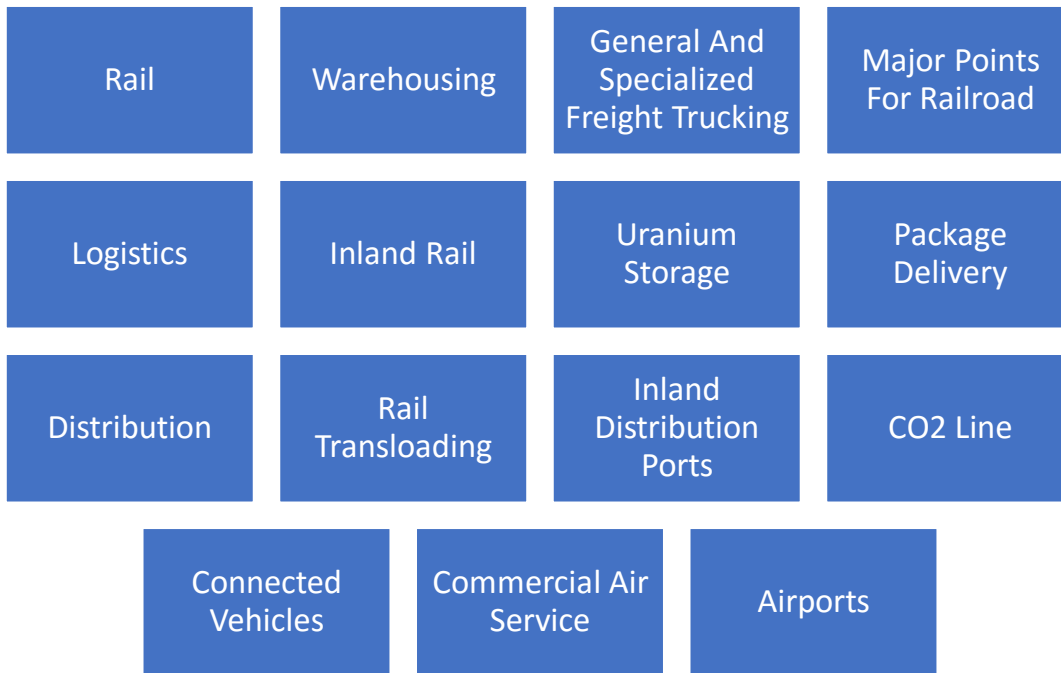 Rail
Warehousing
General And
Specialized
Freight Trucking
Major Points
For Railroad
Logistics
Inland Rail
Uranium
Storage
Package
Delivery
Distribution
Rail
Transloading
Inland
Distribution
Ports
CO2 Line
Connected
Vehicles
Commercial Air
Service
Airports